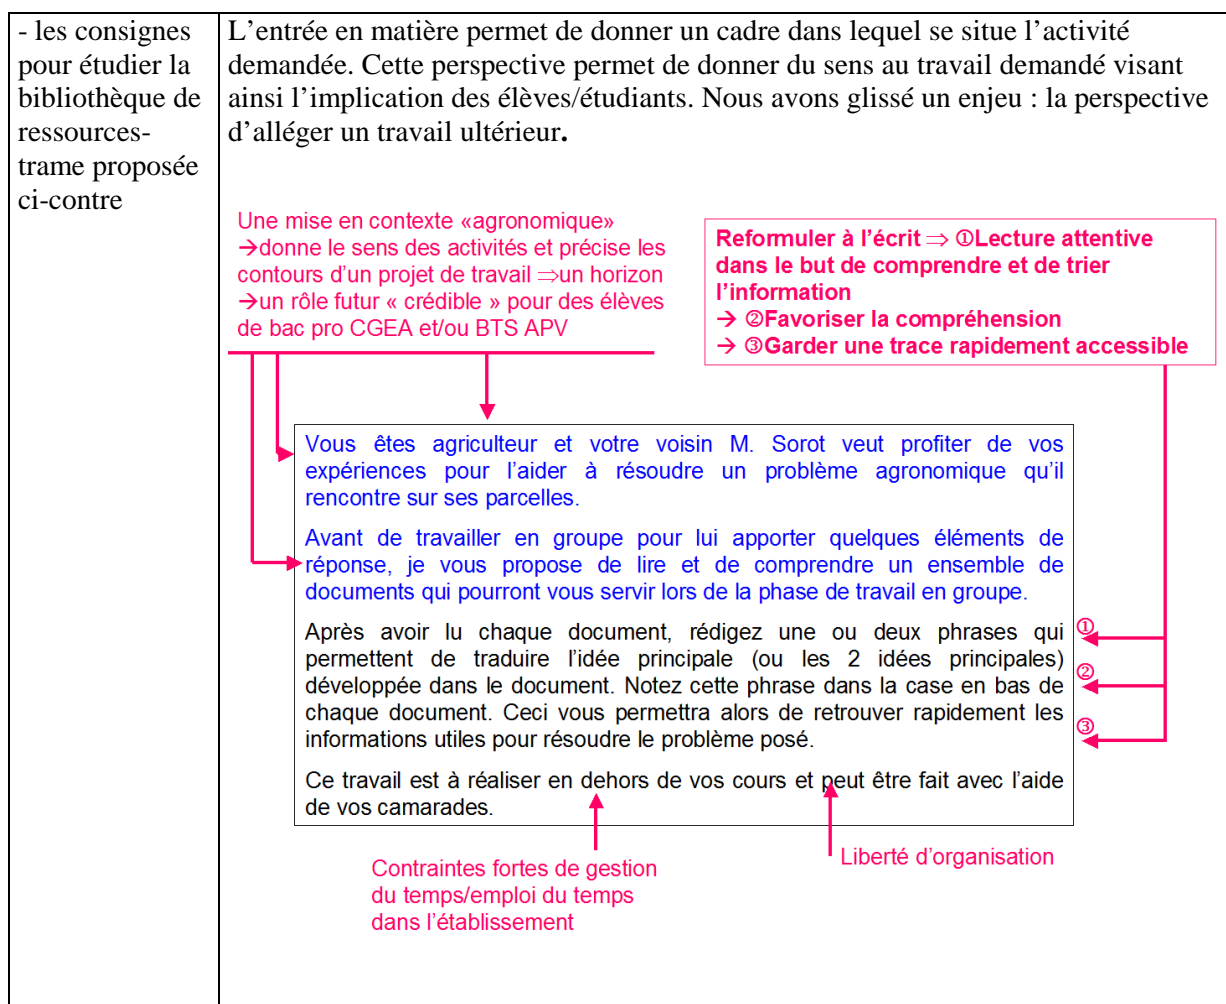 - les consignes
pour étudier la
bibliothèque de
ressources-
trame proposée
ci-contre
L'entrée en matière permet de donner un cadre dans lequel se situe l'activité
demandée. Cette perspective permet de donner du sens au travail demandé visant
ainsi l'implication des élèves/étudiants. Nous avons glissé un enjeu : la perspective
d'alléger un travail ultérieur.
Une mise en contexte «agronomique»
→donne le sens des activités et précise les
contours d'un projet de travail ⇒un horizon
→un rôle futur « crédible » pour des élèves
de bac pro CGEA et/ou BTS APV
Reformuler à l'écrit ⇒ ①Lecture attentive
dans le but de comprendre et de trier
l'information
→ ②Favoriser la compréhension
→ ③Garder une trace rapidement accessible
Vous êtes agriculteur et votre voisin M. Sorot veut profiter de vos
expériences pour l'aider à résoudre un problème agronomique qu'il
rencontre sur ses parcelles.
Avant de travailler en groupe pour lui apporter quelques éléments de
réponse, je vous propose de lire et de comprendre un ensemble de
documents qui pourront vous servir lors de la phase de travail en groupe.
Après avoir lu chaque document, rédigez une ou deux phrases qui
permettent de traduire l'idée principale (ou les 2 idées principales)
développée dans le document. Notez cette phrase dans la case en bas de
chaque document. Ceci vous permettra alors de retrouver rapidement les
informations utiles pour résoudre le problème posé.
Ce travail est à réaliser en dehors de vos cours et peut être fait avec l'aide
de vos camarades.
①
②
③
Contraintes fortes de gestion
du temps/emploi du temps
dans l'établissement
Liberté d'organisation